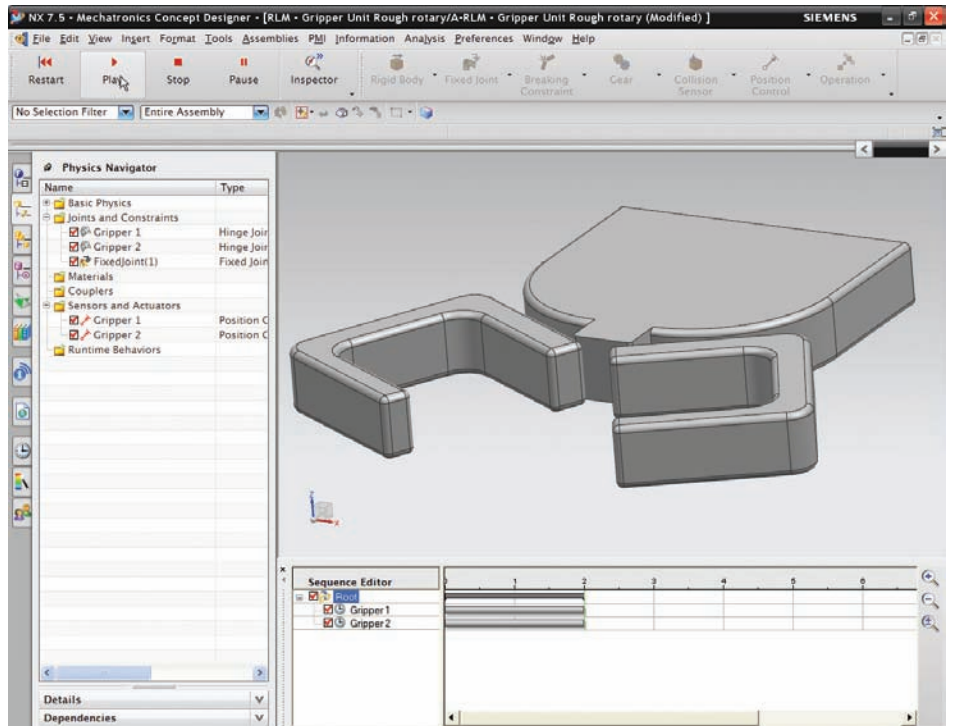 NX 7.5 - Mechatronics Concept Designer - [RLM - Gripper Unit Rough rotary/A-RLM - Gripper Unit Rough rotary (Modified) ] SIEMENS
File Edit View Insert Format Tools Assemblies PMI Information Analysis Preferences Window Help
Restart Play Stop Pause Inspector Rigid Body Fixed Joint Breaking Constraint Gear Collision Sensor Position Control Operation
No Selection Filter Entire Assembly
Physics Navigator
Name Type
Basic Physics
Joints and Constraints
Gripper 1 Hinge Join
Gripper 2 Hinge Join
FixedJoint(1) Fixed Join
Materials
Couplers
Sensors and Actuators
Gripper 1 Position C
Gripper 2 Position C
Runtime Behaviors
Z
X
Sequence Editor 0 1 2 3 4 5 6
Root
Gripper1
Gripper2
Details
Dependencies